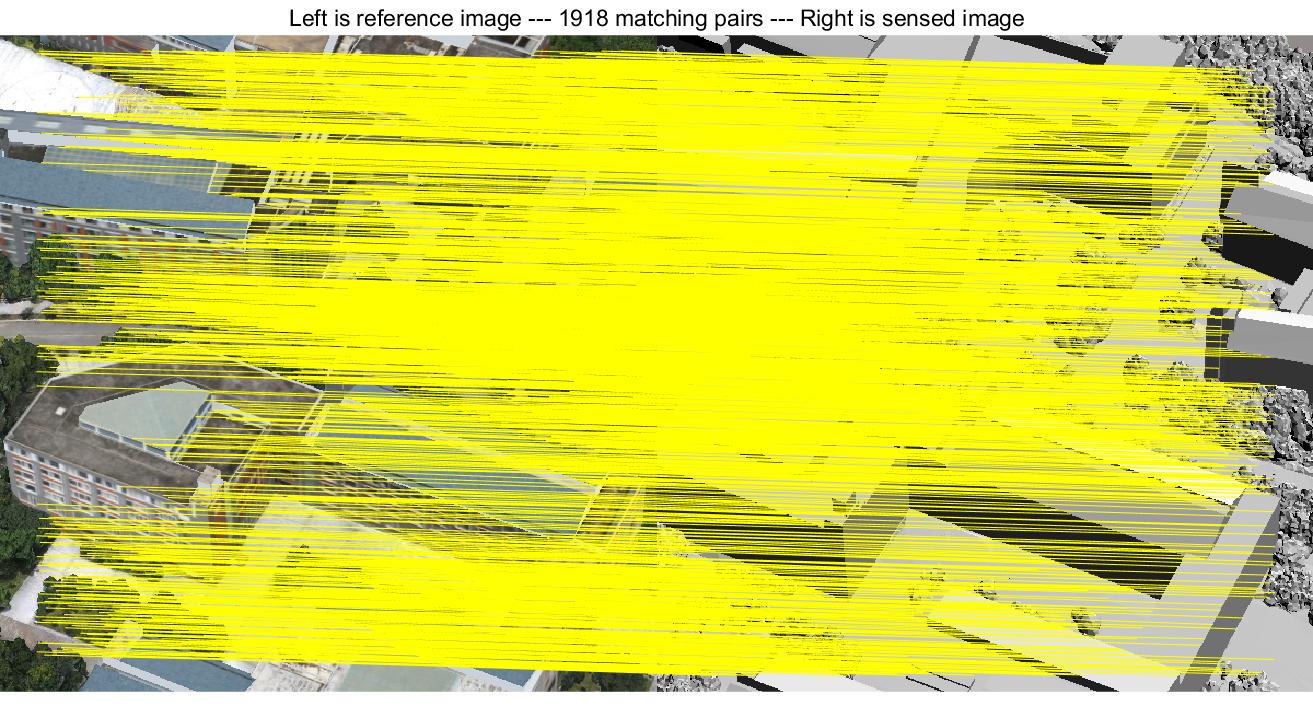 Left is reference image --- 1918 matching pairs --- Right is sensed image